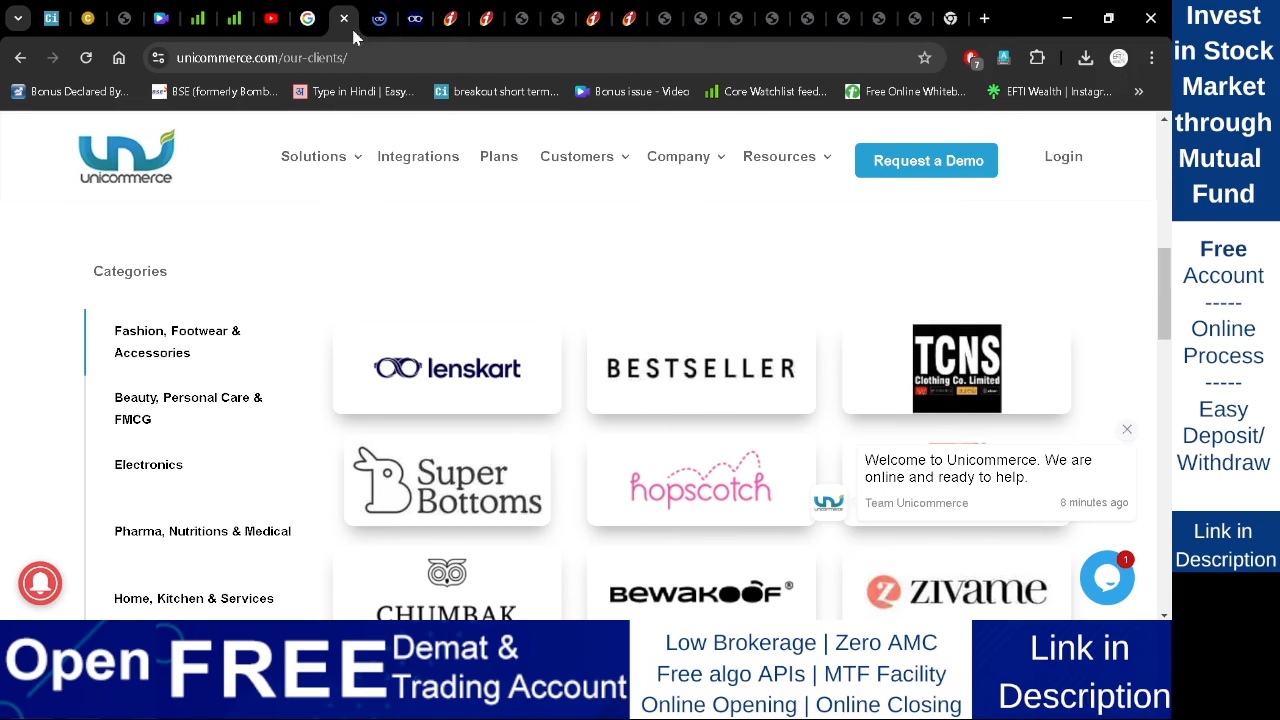 unicommerce.com/our-clients/
7
Bonus Declared By...
BSE (formerly Bomb...
Type in Hindi | Easy...
breakout short term...
Bonus issue - Video
Core Watchlist feed...
Free Online Whiteb...
EFTI Wealth | Instagr...
»
unicommerce
Solutions
Integrations
Plans
Customers
Company
Resources
Request a Demo
Login
Categories
Fashion, Footwear &
Accessories
Beauty, Personal Care &
FMCG
Electronics
Pharma, Nutritions & Medical
Home, Kitchen & Services
lenskart
BESTSELLER
TCNS
Clothing Co. Limited
Super
Bottoms
hopscotch
CHUMBAK
BEWAKOOF®
ZIVAME
Welcome to Unicommerce. We are
online and ready to help.
Team Unicommerce
8 minutes ago
1
Invest
in Stock
Market
through
Mutual
Fund
Free
Account
-----
Online
Process
-----
Easy
Deposit/
Withdraw
Link in
Description
Open FREE Demat &
Trading Account
Low Brokerage | Zero AMC
Free algo APIs | MTF Facility
Online Opening | Online Closing
Link in
Description